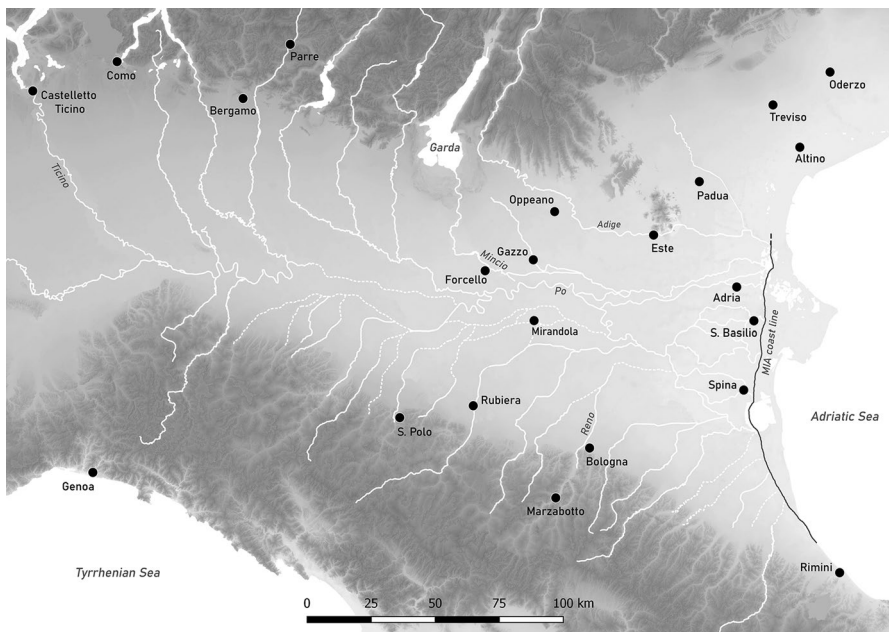 Parre
Como
Castelletto
Ticino
Bergamo
Oderzo
Treviso
Altino
Garda
Ticino
Padua
Oppeano
Adige
Este
Gazzo
Mincio
Forcello
Po
Adria
Mirandola
S. Basilio
MIA coast line
Spina
Rubiera
S. Polo
Reno
Adriatic Sea
Bologna
Genoa
Marzabotto
Tyrrhenian Sea
Rimini
0 25 50 75 100 km